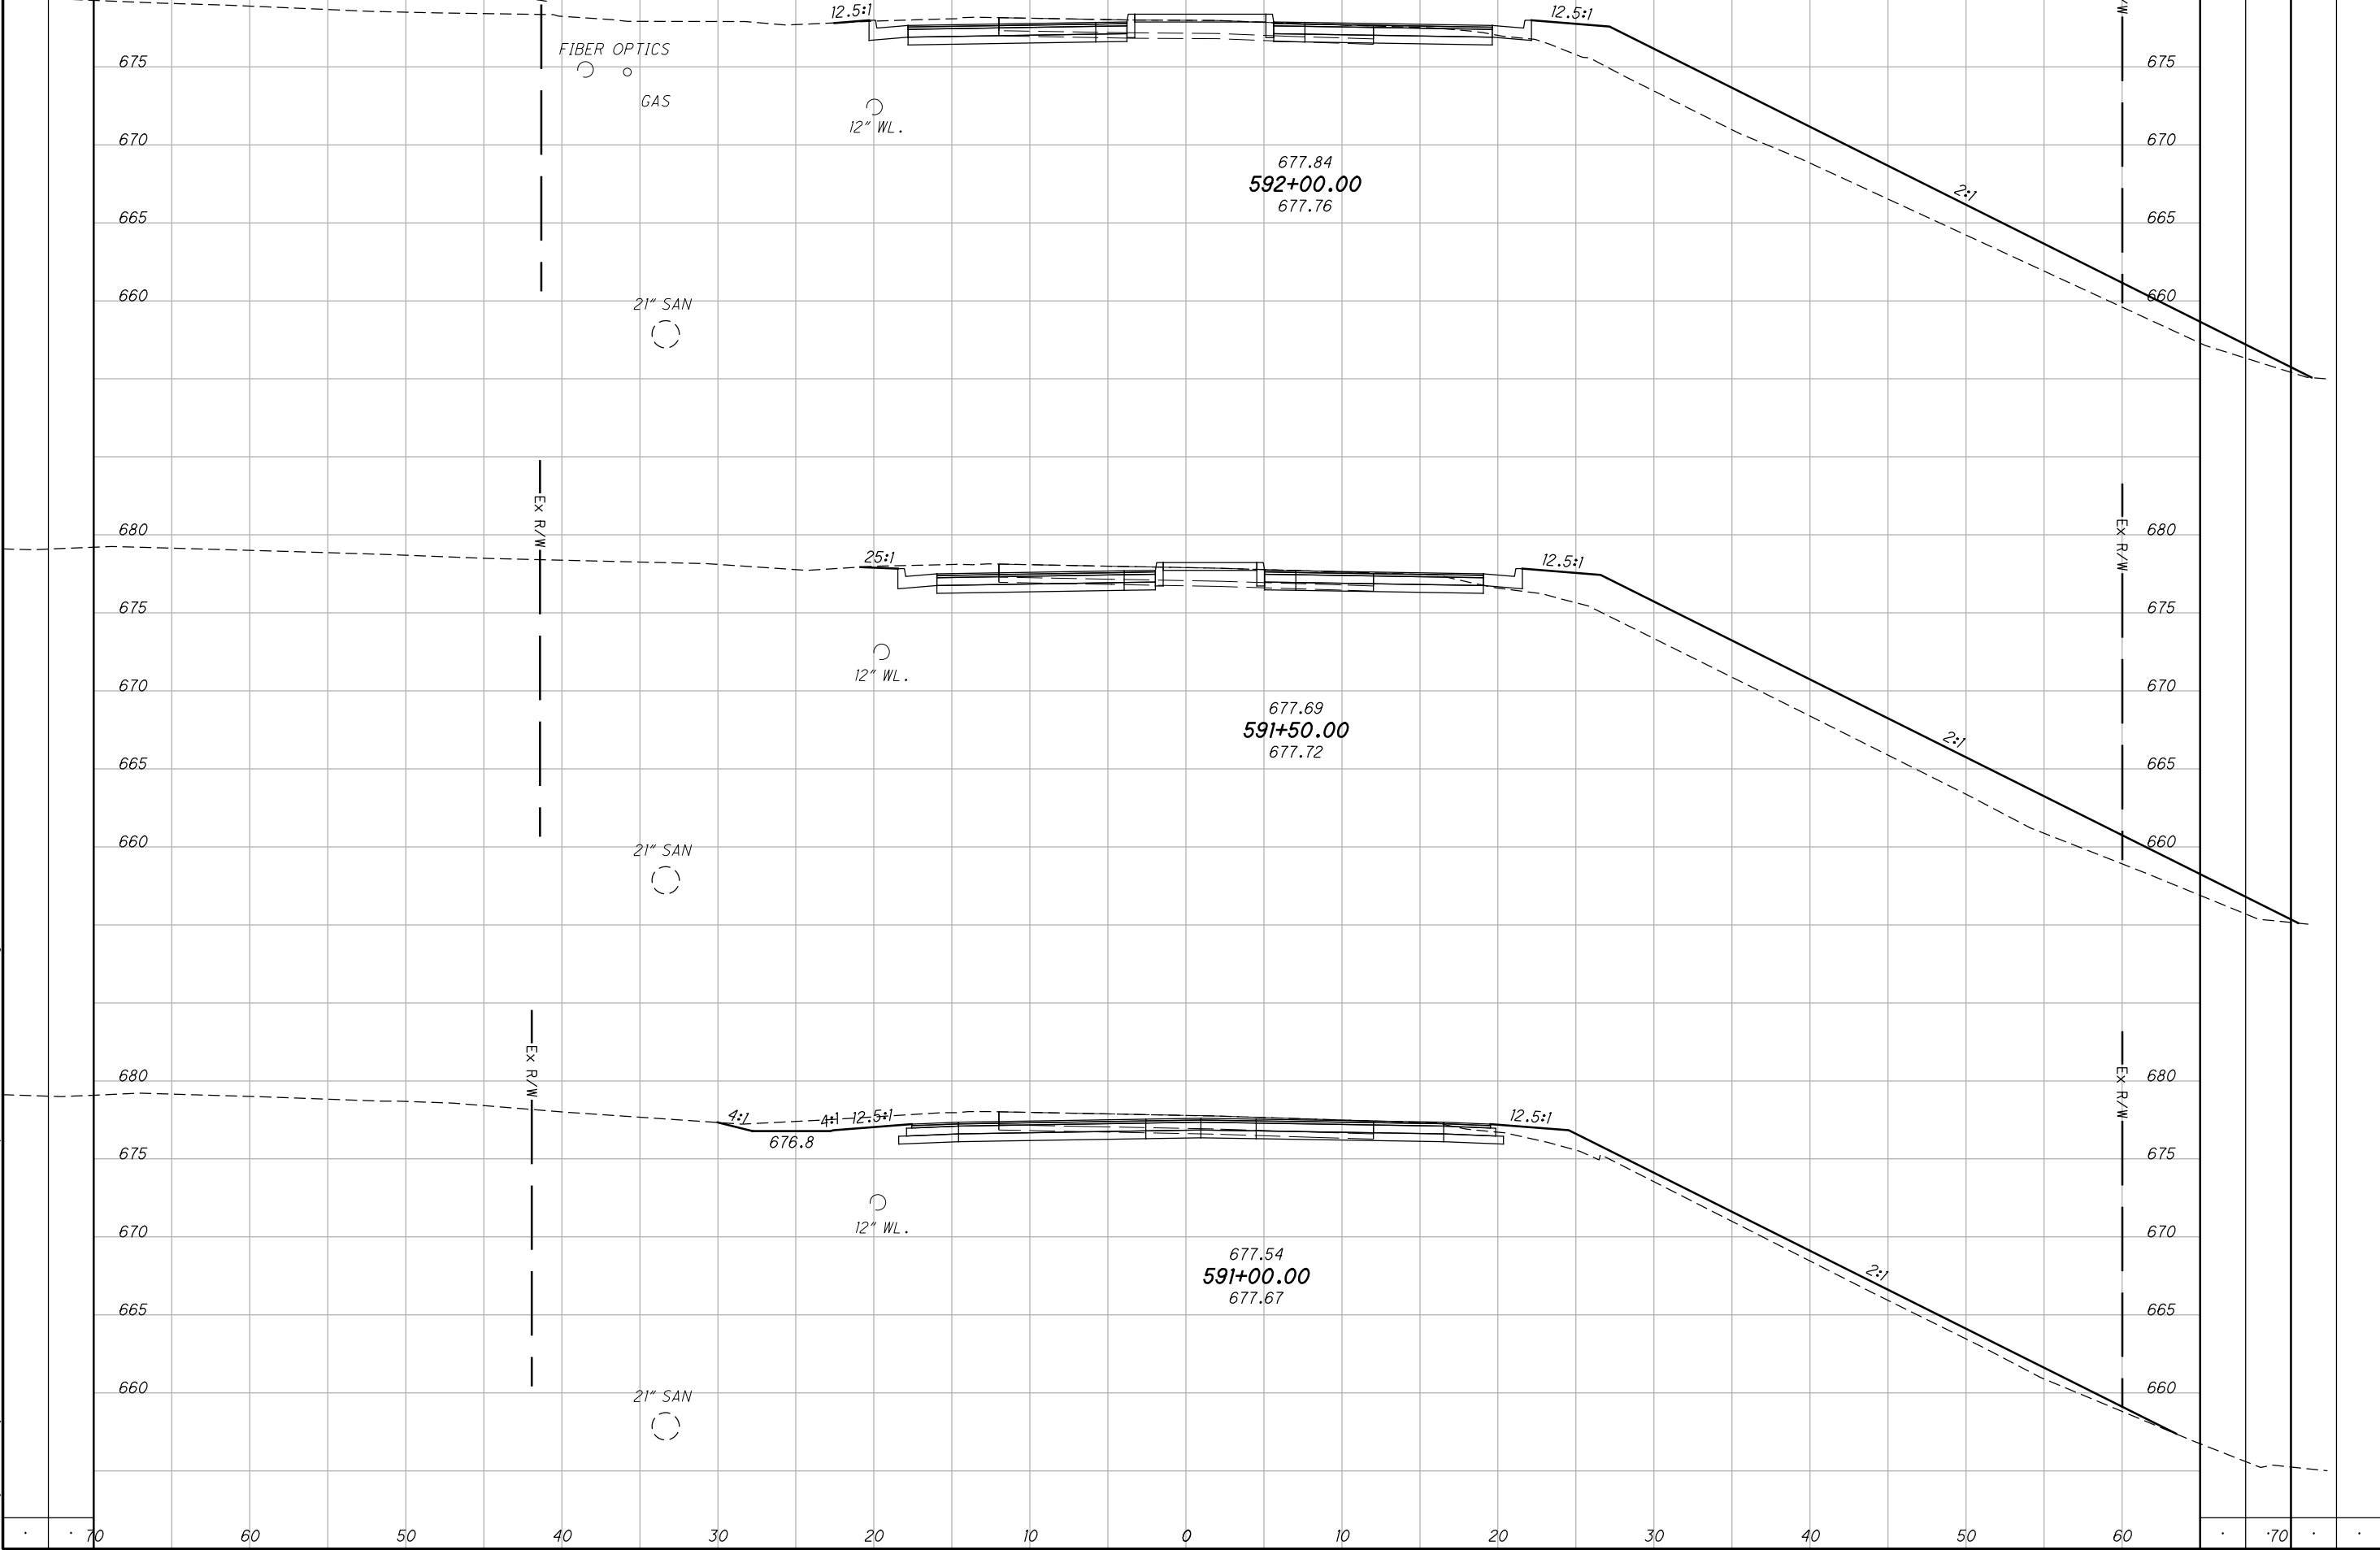 12.5:1 12.5:1 /W
FIBER OPTICS
675 675
GAS
12" WL.
670 670
677.84
592+00.00
677.76
2:1
665 665
660 660
21" SAN
Ex R/W Ex R/W
680 680
25:1 12.5:1
675 675
12" WL.
670 670
677.69
591+50.00
677.72
2:1
665 665
660 660
21" SAN
Ex R/W Ex R/W
680 680
4:1 4:1 12.5:1 12.5:1
676.8
675 675
12" WL.
670 670
677.54
591+00.00
677.67
2:1
665 665
660 660
21" SAN
70 60 50 40 30 20 10 0 10 20 30 40 50 60 70